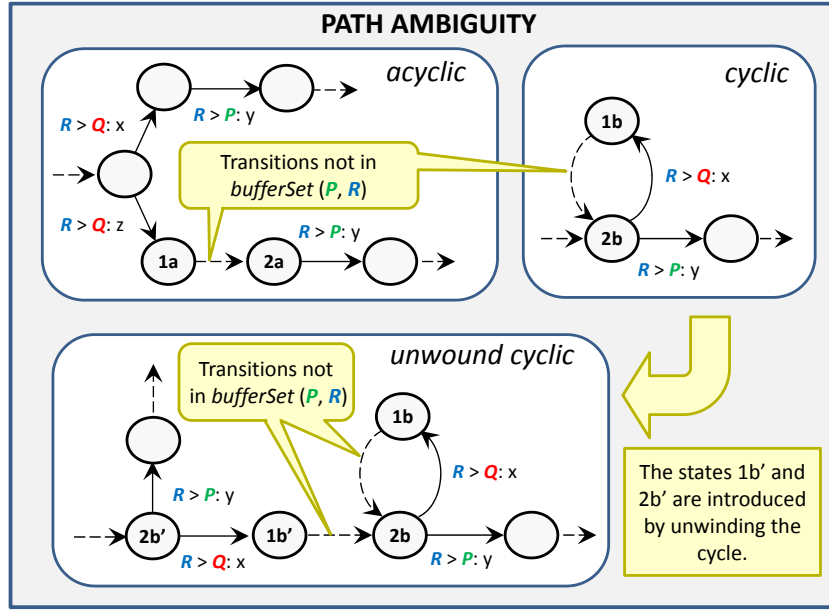 PATH AMBIGUITY
acyclic
R > P: y
R > Q: x
Transitions not in
bufferSet (P, R)
R > Q: z
R > P: y
1a
2a
cyclic
1b
R > Q: x
2b
R > P: y
unwound cyclic
Transitions not
in bufferSet (P, R)
1b
R > Q: x
R > P: y
2b’
1b’
2b
R > Q: x
R > P: y
The states 1b’ and
2b’ are introduced
by unwinding the
cycle.